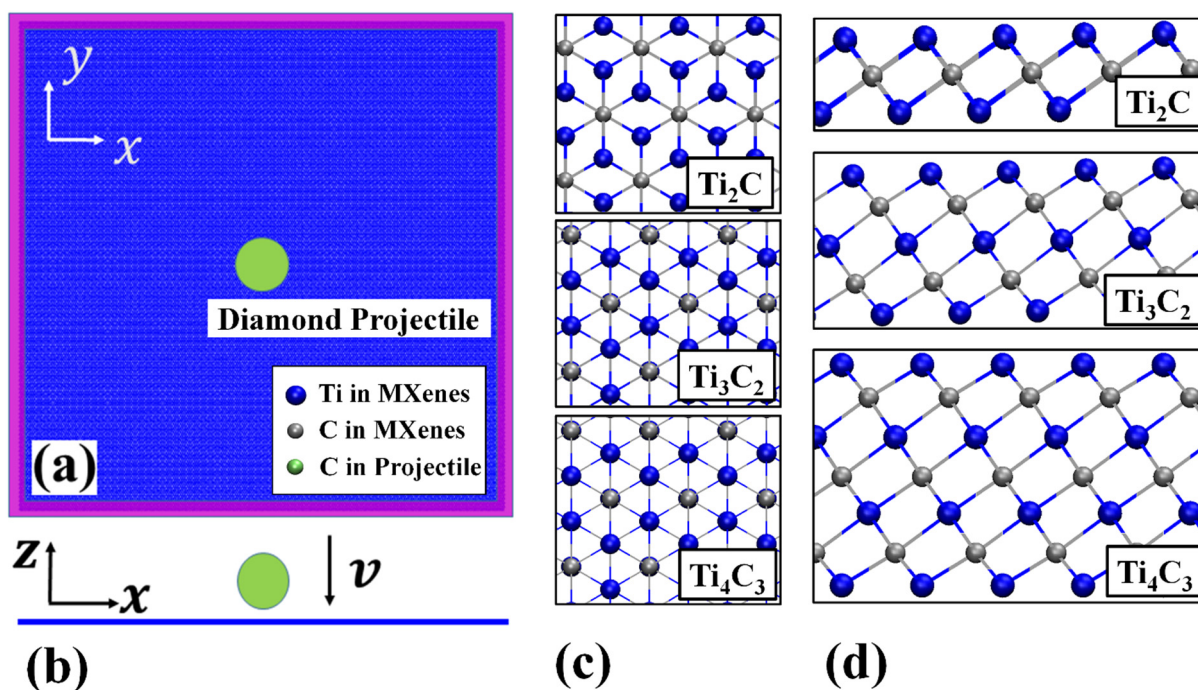 y
x
Diamond Projectile
Ti in MXenes
C in MXenes
C in Projectile
(a)
z
x
v
(b)
Ti₂C
Ti₃C₂
Ti₄C₃
(c)
Ti₂C
Ti₃C₂
Ti₄C₃
(d)